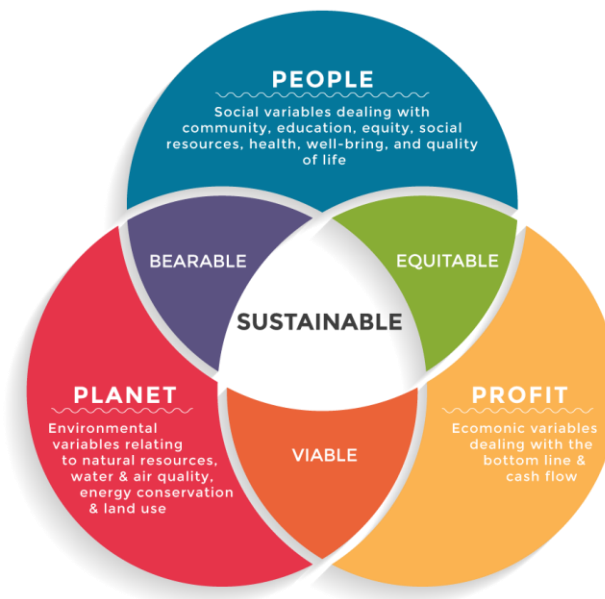 PEOPLE
Social variables dealing with
community, education, equity, social
resources, health, well-bring, and quality
of life
BEARABLE
EQUITABLE
SUSTAINABLE
PLANET
Environmental
variables relating
to natural resources,
water & air quality,
energy conservation
& land use
PROFIT
Ecomonic variables
dealing with the
bottom line &
cash flow
VIABLE